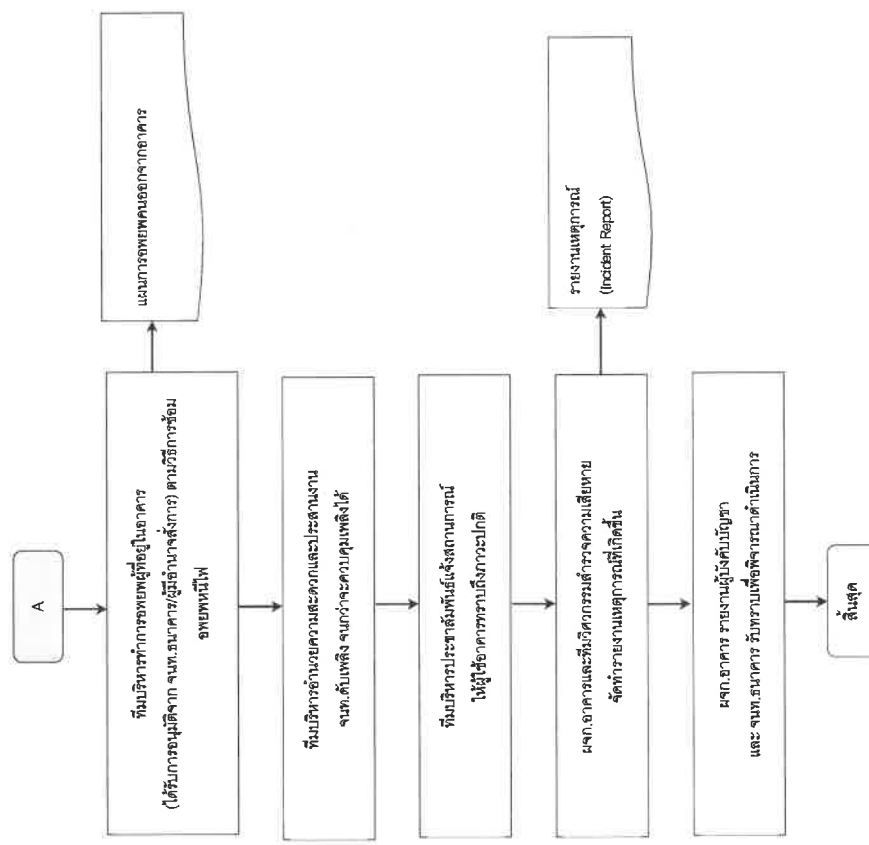 A
ทีมบริหารทำการอพยพผู้ที่อยู่ในอาคาร
(ได้รับการอนุมัติจาก จนท.ธนาคาร/ผู้มีอำนาจสั่งการ) ตามวิธีการซ้อม
อพยพหนีไฟ
แผนการอพยพคนออกจากอาคาร
ทีมบริหารอำนวยความสะดวกและประสานงาน
จนท.ดับเพลิง จนกว่าจะควบคุมเพลิงได้
ทีมบริหารประชาสัมพันธ์แจ้งสถานการณ์
ให้ผู้ใช้อาคารทราบถึงภาวะปกติ
ผจก.อาคารและทีมวิศวกรรมสำรวจความเสียหาย
จัดทำรายงานเหตุการณ์ที่เกิดขึ้น
รายงานเหตุการณ์
(Incident Report)
ผจก.อาคาร รายงานผู้บังคับบัญชา
และ จนท.ธนาคาร รับทราบเพื่อพิจารณาดำเนินการ
สิ้นสุด